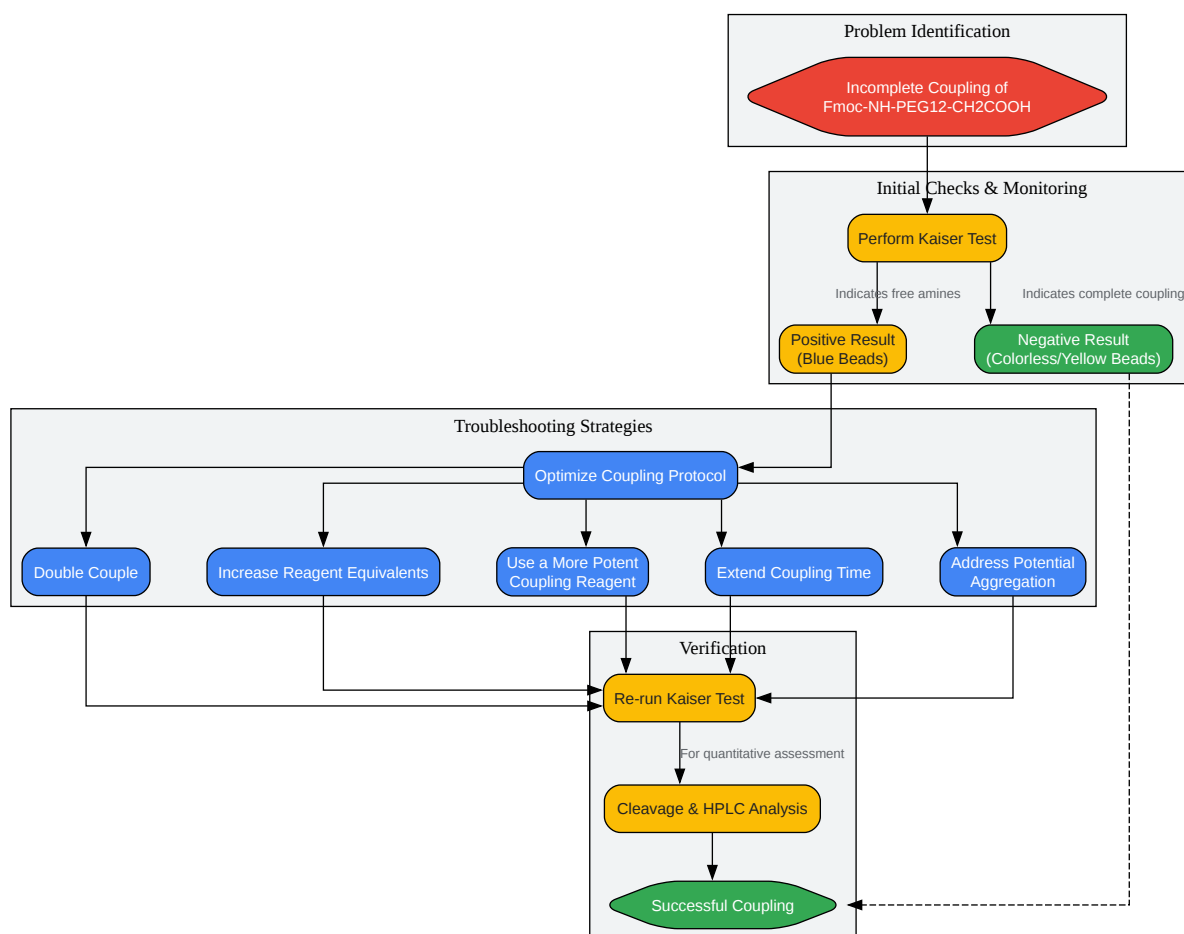 Problem Identification
Incomplete Coupling of
Fmoc-NH-PEG12-CH2COOH
Initial Checks & Monitoring
Perform Kaiser Test
Indicates free amines
Indicates complete coupling
Positive Result
(Blue Beads)
Negative Result
(Colorless/Yellow Beads)
Troubleshooting Strategies
Optimize Coupling Protocol
Double Couple
Increase Reagent Equivalents
Use a More Potent
Coupling Reagent
Extend Coupling Time
Address Potential
Aggregation
Verification
Re-run Kaiser Test
For quantitative assessment
Cleavage & HPLC Analysis
Successful Coupling